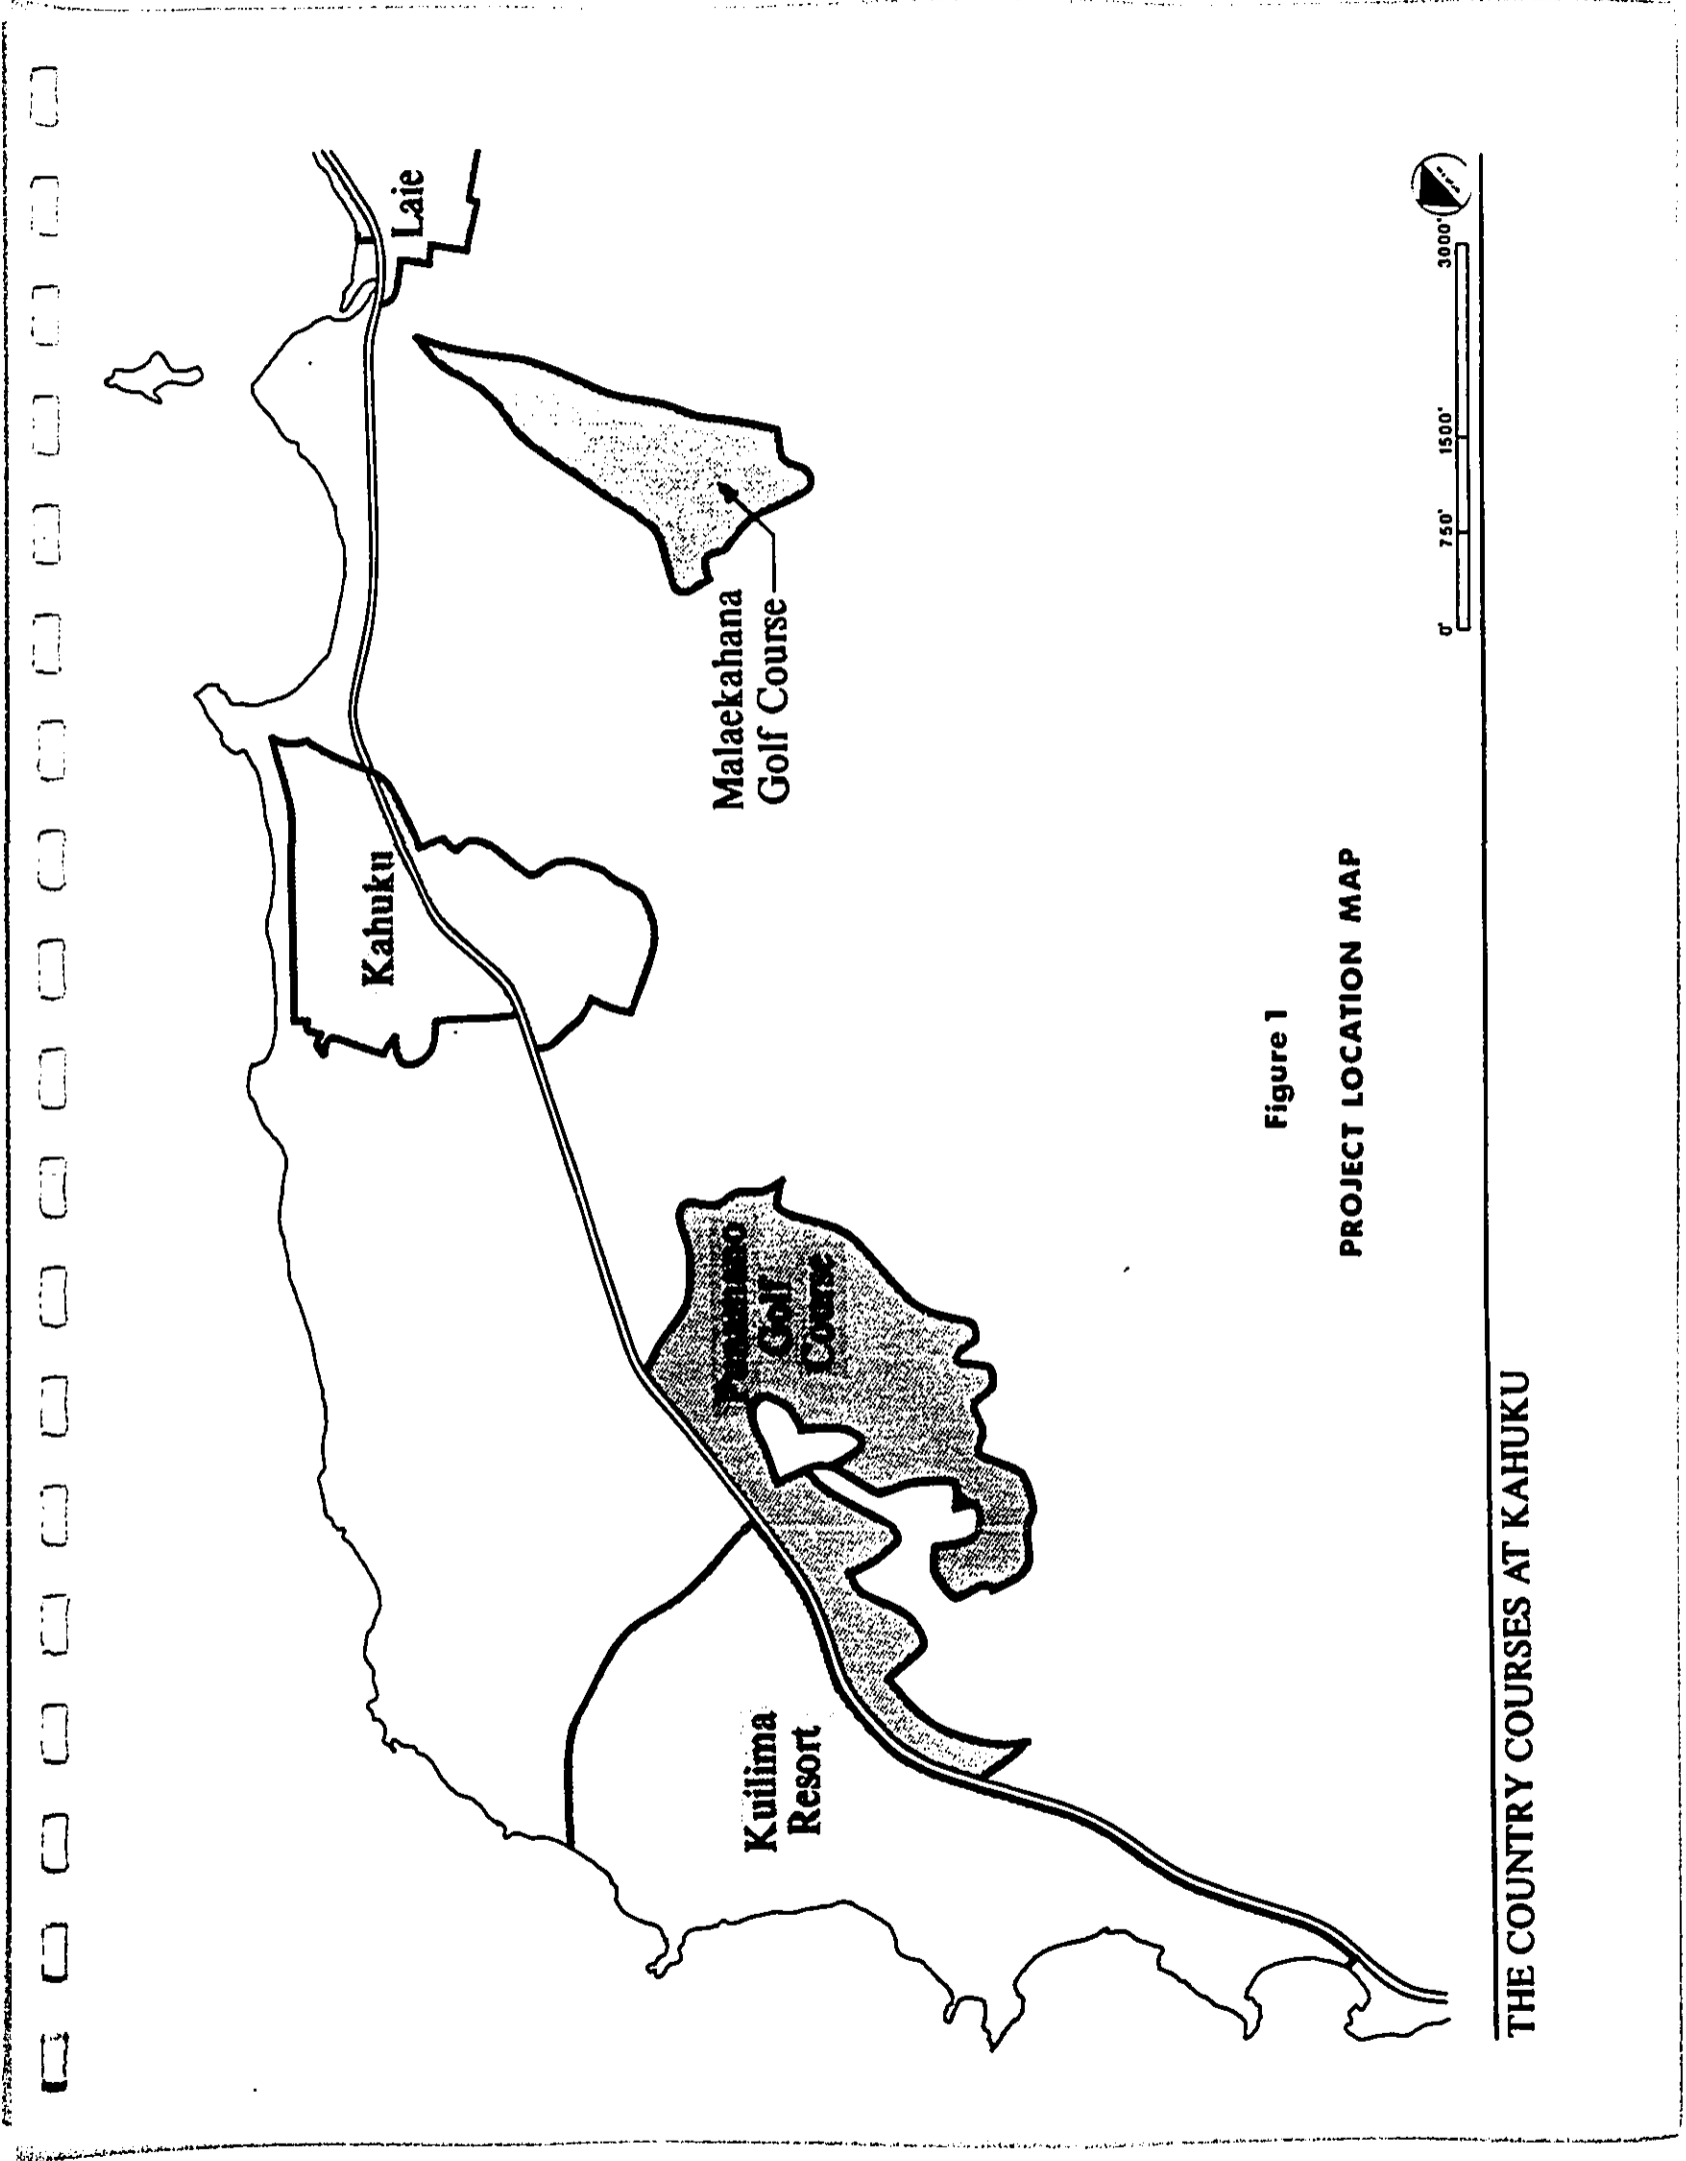 Laie
Malaekahana
Golf Course
Kahuku
Golf
Course
Kuilima
Resort
0' 750' 1500' 3000'
Figure 1
PROJECT LOCATION MAP
THE COUNTRY COURSES AT KAHUKU